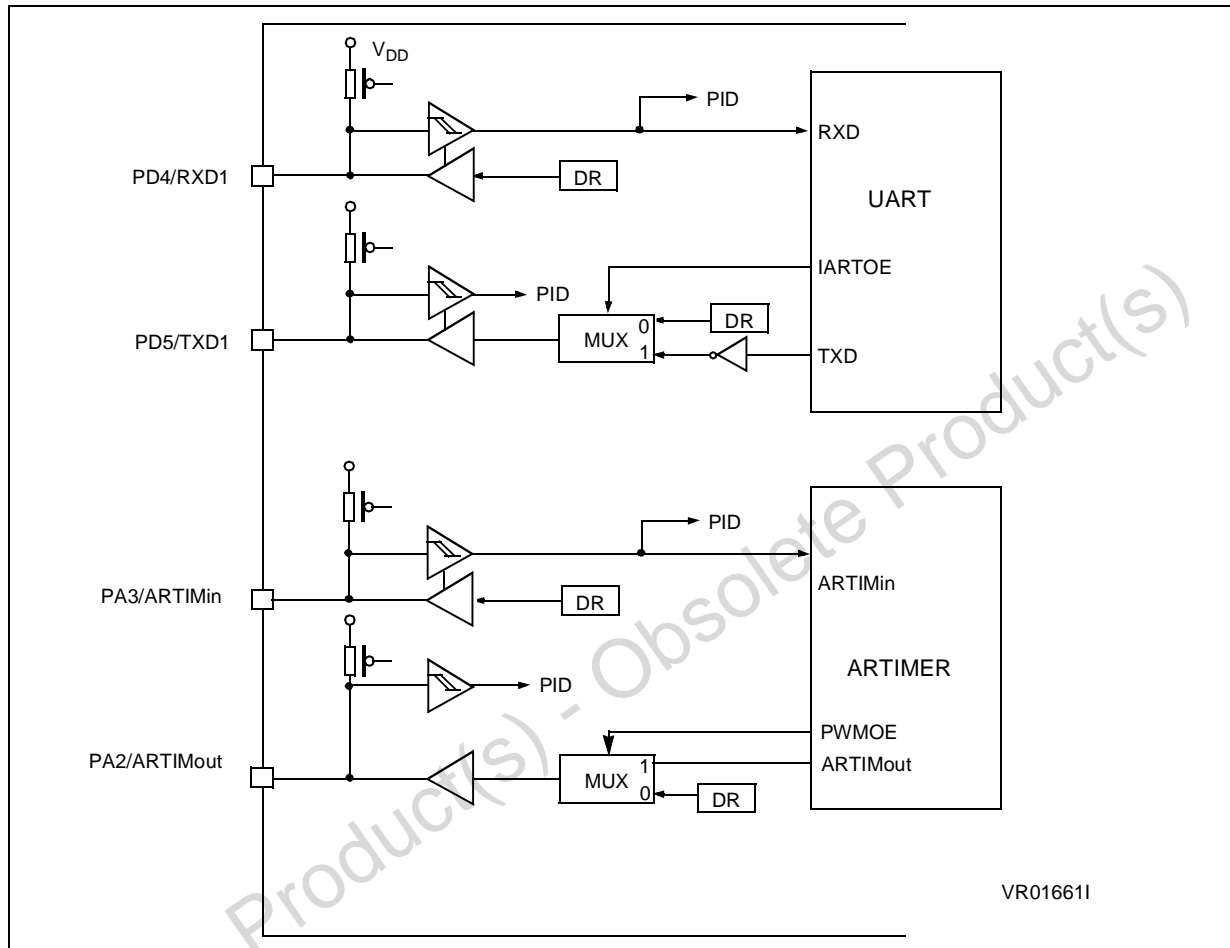 VDD
PID
RXD
PD4/RXD1
DR
UART
IARTOE
PID
DR
PD5/TXD1
MUX
0
1
TXD
PID
ARTIMin
PA3/ARTIMin
DR
ARTIMER
PID
PWMOE
PA2/ARTIMout
MUX
1
0
ARTIMout
DR
VR01661I
Product(s) - Obsolete Product(s)